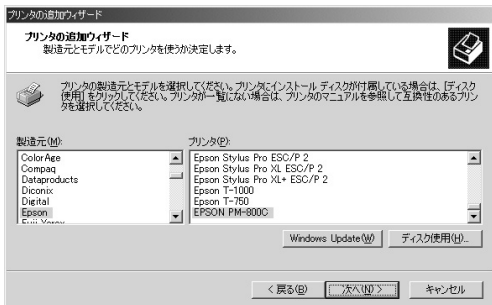 プリンタの追加ウィザード
プリンタの追加ウィザード
製造元とモデルでどのプリンタを使うか決定します。
プリンタの製造元とモデルを選択してください。プリンタにインストール ディスクが付属している場合は、[ディスク
使用] をクリックしてください。プリンタが一覧にない場合は、プリンタのマニュアルを参照して互換性のあるプリン
タを選択してください。
製造元(M):
ColorAge
Compaq
Dataproducts
Diconix
Digital
Epson
Fuji Xerox
プリンタ(P):
Epson Stylus Pro ESC/P 2
Epson Stylus Pro XL ESC/P 2
Epson Stylus Pro XL+ ESC/P 2
Epson T-1000
Epson T-750
EPSON PM-800C
Windows Update(W)
ディスク使用(H)...
< 戻る(B)
次へ(N) >
キャンセル